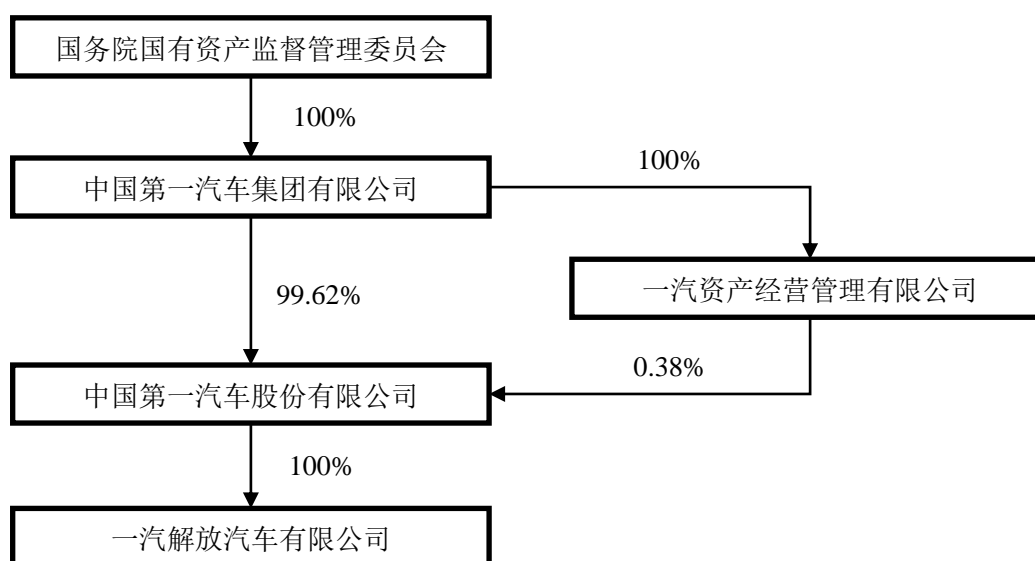 国务院国有资产监督管理委员会
100%
中国第一汽车集团有限公司
100%
99.62%
一汽资产经营管理有限公司
0.38%
中国第一汽车股份有限公司
100%
一汽解放汽车有限公司